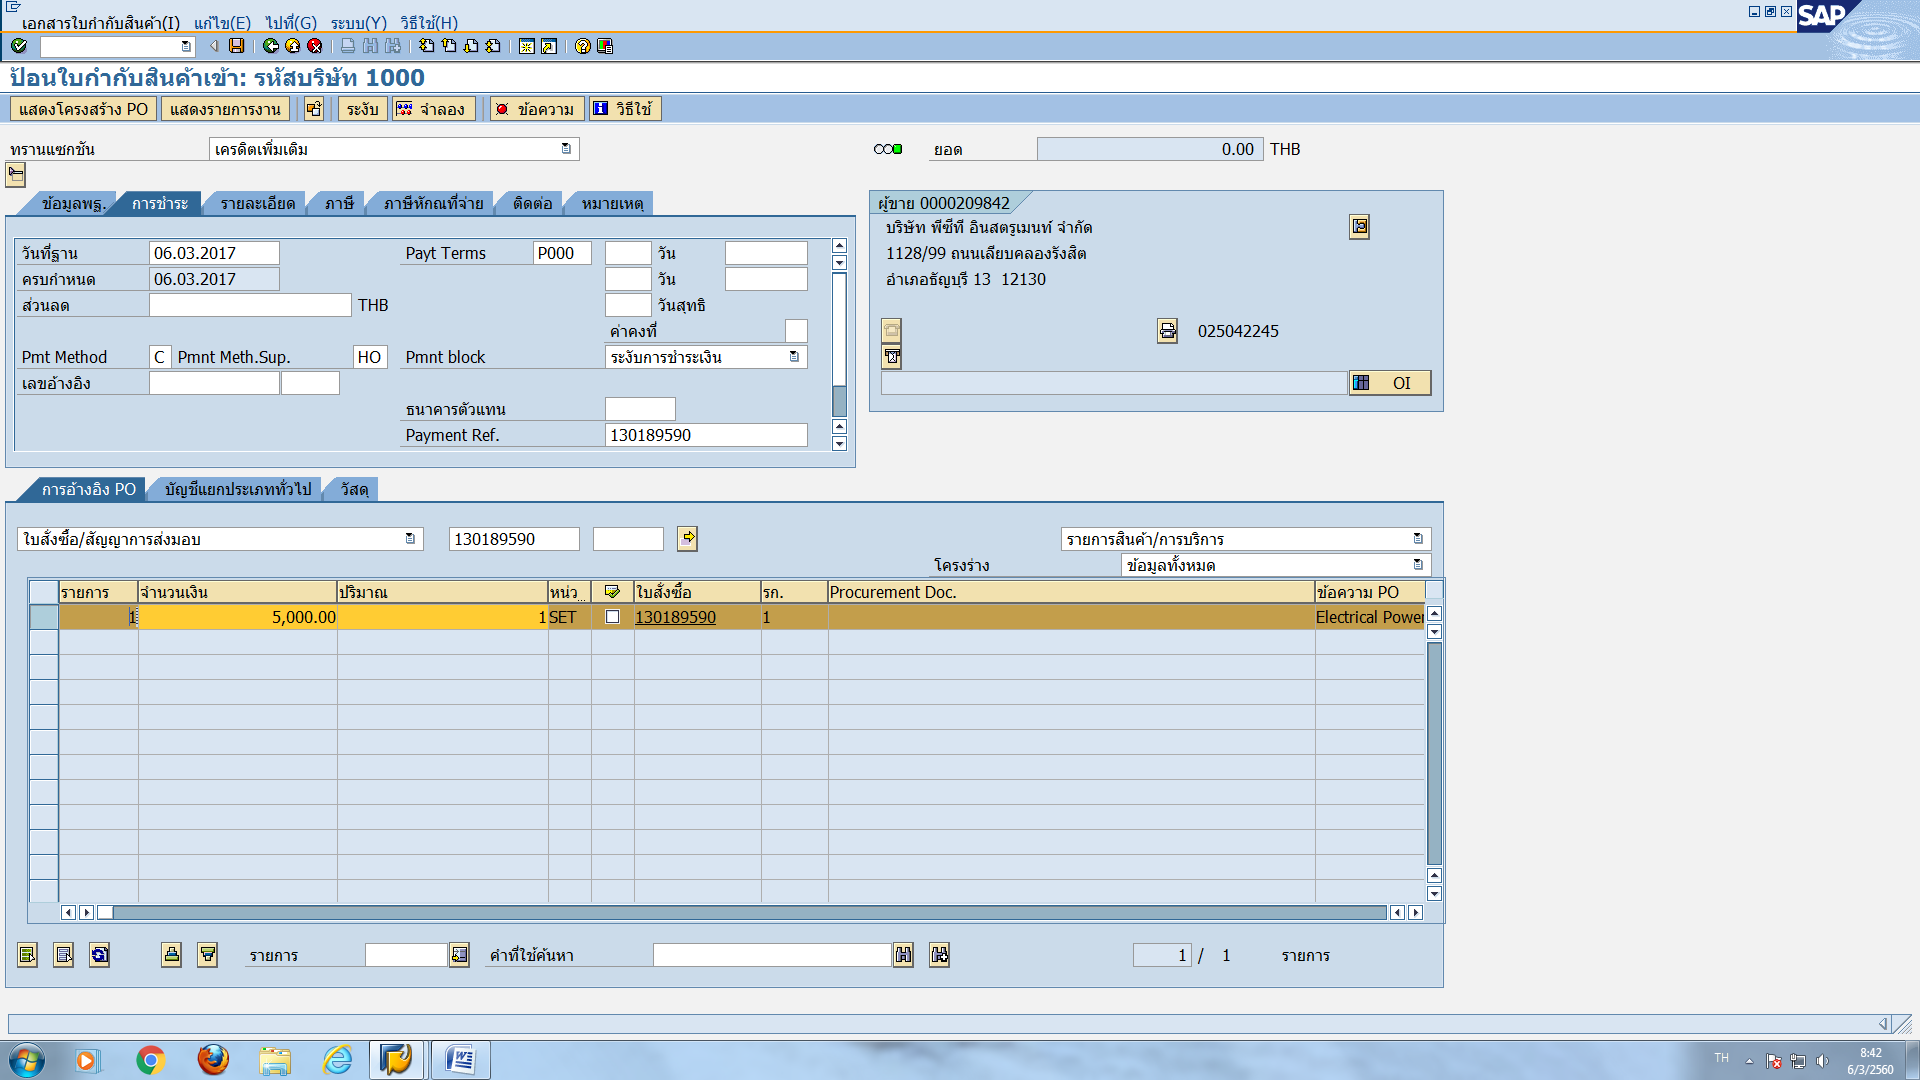 เอกสารใบกำกับสินค้า(I) แก้ไข(E) ไปที่(G) ระบบ(Y) วิธีใช้(H)
SAP
ป้อนใบกำกับสินค้าเข้า: รหัสบริษัท 1000
แสดงโครงสร้าง PO แสดงรายการงาน ระงับ จำลอง ข้อความ วิธีใช้
ทรานแซกชัน เครดิตเพิ่มเติม ยอด 0.00 THB
ข้อมูลพฐ. การชำระ รายละเอียด ภาษี ภาษีหักณที่จ่าย ติดต่อ หมายเหตุ
ผู้ขาย 0000209842
บริษัท พีซีที อินสตรูเมนท์ จำกัด
1128/99 ถนนเลียบคลองรังสิต
อำเภอธัญบุรี 13 12130
025042245
OI
วันที่ฐาน 06.03.2017 Payt Terms P000 วัน
ครบกำหนด 06.03.2017 วัน
ส่วนลด THB วันสุทธิ
ค่าคงที่
Pmt Method C Pmnt Meth.Sup. HO Pmnt block ระงับการชำระเงิน
เลขอ้างอิง
ธนาคารตัวแทน
Payment Ref. 130189590
การอ้างอิง PO บัญชีแยกประเภททั่วไป วัสดุ
ใบสั่งซื้อ/สัญญาการส่งมอบ 130189590 รายการสินค้า/การบริการ
โครงร่าง ข้อมูลทั้งหมด
รายการ จำนวนเงิน ปริมาณ หน่ว... ใบสั่งซื้อ รก. Procurement Doc. ข้อความ PO
1 5,000.00 1 SET 130189590 1 Electrical Power
รายการ คำที่ใช้ค้นหา 1 / 1 รายการ
TH 8:42
6/3/2560